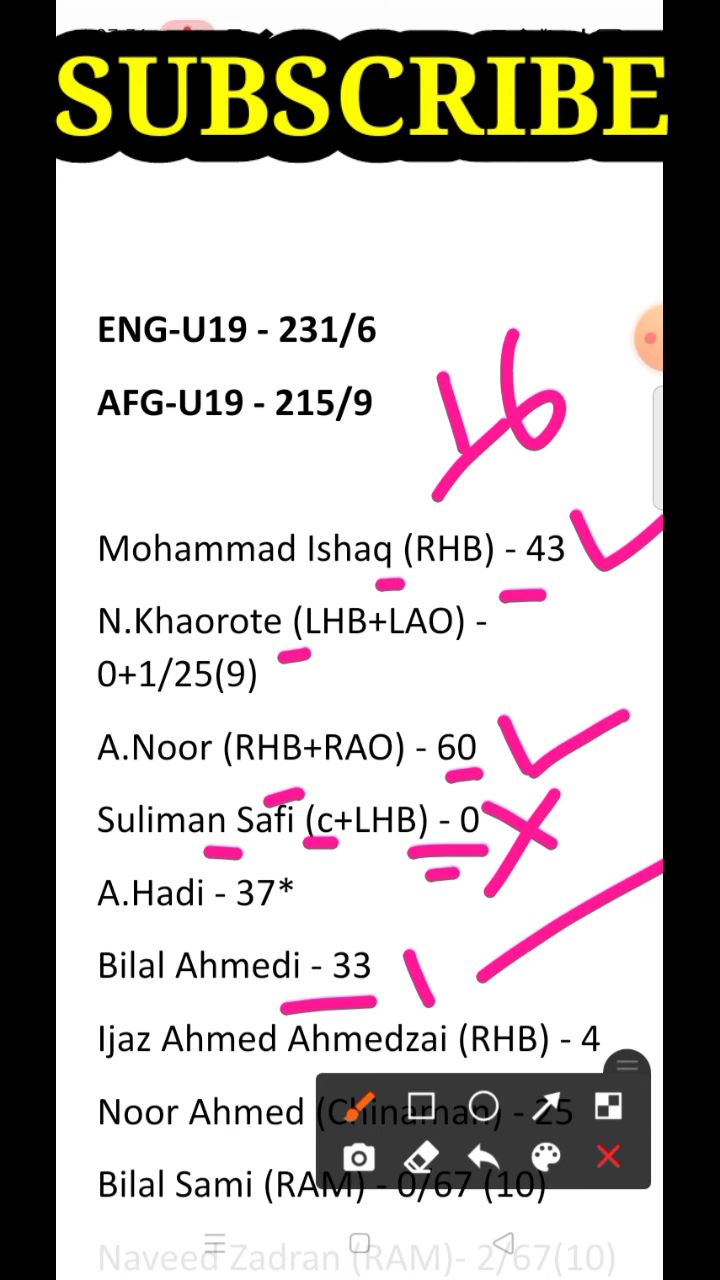 SUBSCRIBE
ENG-U19 - 231/6
AFG-U19 - 215/9
16
Mohammad Ishaq (RHB) - 43
N.Khaorote (LHB+LAO) -
0+1/25(9)
A.Noor (RHB+RAO) - 60
Suliman Safi (c+LHB) - 0
A.Hadi - 37*
Bilal Ahmedi - 33
Ijaz Ahmed Ahmedzai (RHB) - 4
Noor Ahmed (Chinaman) - 25
Bilal Sami (RAM) - 0/67 (10)
Naveed Zadran (RAM)- 2/67(10)